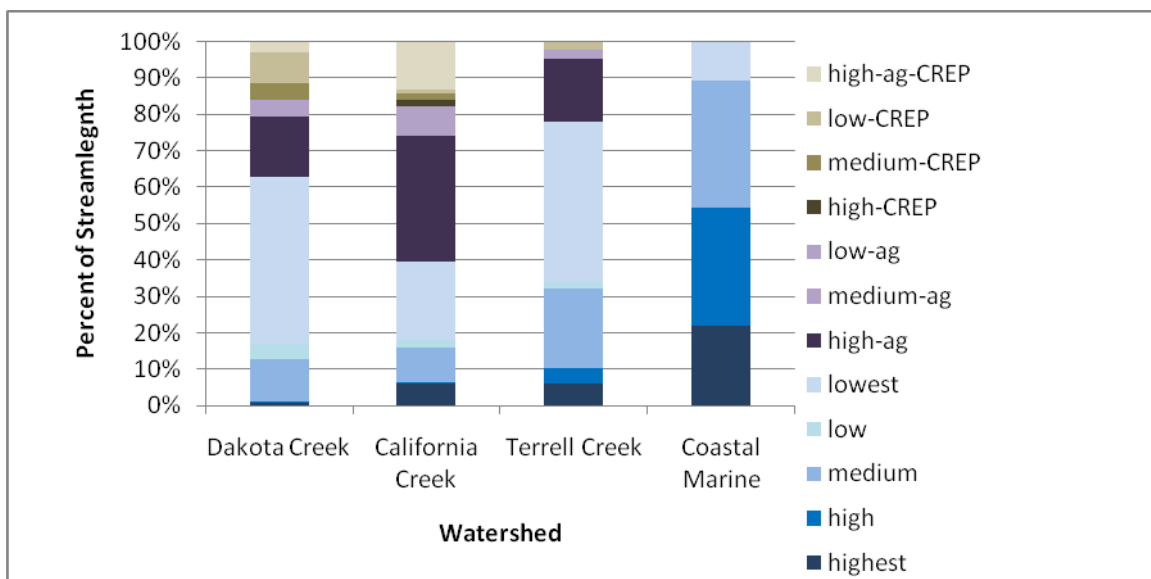 100%
90%
80%
70%
60%
50%
40%
30%
20%
10%
0%
Percent of Streamlegnth
Dakota Creek
California
Creek
Terrell Creek
Coastal
Marine
Watershed
high-ag-CREP
low-CREP
medium-CREP
high-CREP
low-ag
medium-ag
high-ag
lowest
low
medium
high
highest